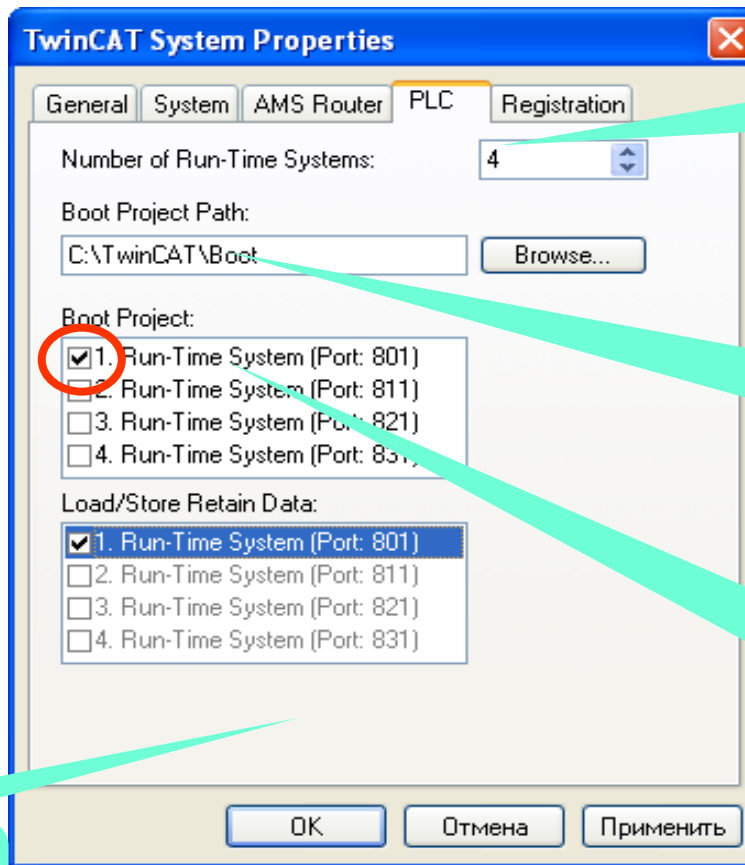 TwinCAT System Properties
General System AMS Router PLC Registration
Number of Run-Time Systems: 4
Boot Project Path:
C:\TwinCAT\Boot Browse...
Boot Project:
1. Run-Time System (Port: 801)
2. Run-Time System (Port: 811)
3. Run-Time System (Port: 821)
4. Run-Time System (Port: 831)
Load/Store Retain Data:
1. Run-Time System (Port: 801)
2. Run-Time System (Port: 811)
3. Run-Time System (Port: 821)
4. Run-Time System (Port: 831)
OK Отмена Применить